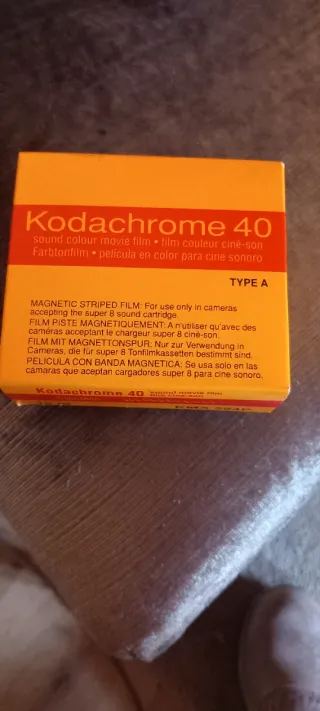 Kodachrome 40
sound colour movie film • film couleur ciné-son
Farbtonfilm • película en color para cine sonoro
TYPE A
MAGNETIC STRIPED FILM: For use only in cameras
accepting the super 8 sound cartridge.
FILM PISTE MAGNETIQUEMENT: A n'utiliser qu'avec des
caméras acceptant le chargeur super 8 ciné-son.
FILM MIT MAGNETTONSPUR: Nur zur Verwendung in
Cameras, die für super 8 Tonfilmkassetten bestimmt sind.
PELICULA CON BANDA MAGNETICA: Se usa solo en las
cámaras que aceptan cargadores super 8 para cine sonoro.
Kodachrome 40 sound movie film